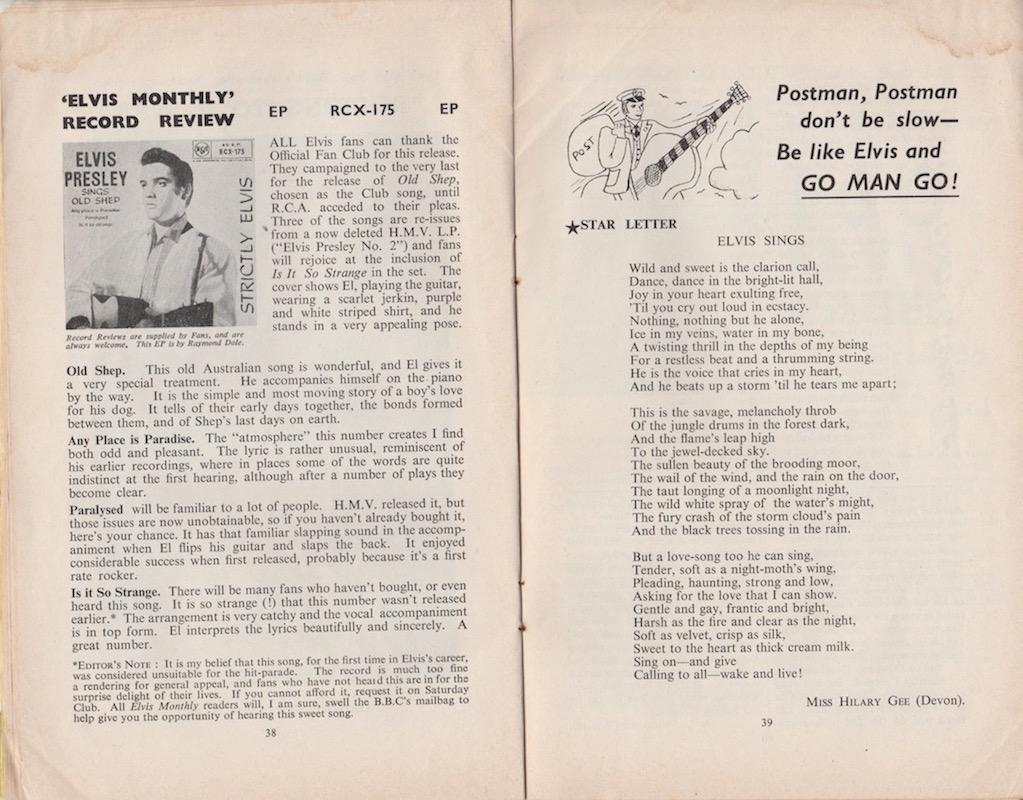 'ELVIS MONTHLY'
RECORD REVIEW
EP RCX-175 EP
ELVIS
PRESLEY
SINGS
OLD SHEP
Any place is Paradise
Paralysed
Is it so strange
RCA
RCX-175
STRICTLY ELVIS
Record Reviews are supplied by Fans, and are
always welcome. This EP is by Raymond Dale.
ALL Elvis fans can thank the
Official Fan Club for this release.
They campaigned to the very last
for the release of Old Shep,
chosen as the Club song, until
R.C.A. acceded to their pleas.
Three of the songs are re-issues
from a now deleted H.M.V. L.P.
("Elvis Presley No. 2") and fans
will rejoice at the inclusion of
Is It So Strange in the set. The
cover shows El, playing the guitar,
wearing a scarlet jerkin, purple
and white striped shirt, and he
stands in a very appealing pose.
Old Shep. This old Australian song is wonderful, and El gives it
a very special treatment. He accompanies himself on the piano
by the way. It is the simple and most moving story of a boy's love
for his dog. It tells of their early days together, the bonds formed
between them, and of Shep's last days on earth.
Any Place is Paradise. The "atmosphere" this number creates I find
both odd and pleasant. The lyric is rather unusual, reminiscent of
his earlier recordings, where in places some of the words are quite
indistinct at the first hearing, although after a number of plays they
become clear.
Paralysed will be familiar to a lot of people. H.M.V. released it, but
those issues are now unobtainable, so if you haven't already bought it,
here's your chance. It has that familiar slapping sound in the accomp-
animent when El flips his guitar and slaps the back. It enjoyed
considerable success when first released, probably because it's a first
rate rocker.
Is it So Strange. There will be many fans who haven't bought, or even
heard this song. It is so strange (!) that this number wasn't released
earlier.* The arrangement is very catchy and the vocal accompaniment
is in top form. El interprets the lyrics beautifully and sincerely. A
great number.
*EDITOR'S NOTE : It is my belief that this song, for the first time in Elvis's career,
was considered unsuitable for the hit-parade. The record is much too fine
a rendering for general appeal, and fans who have not heard this are in for the
surprise delight of their lives. If you cannot afford it, request it on Saturday
Club. All Elvis Monthly readers will, I am sure, swell the B.B.C's mailbag to
help give you the opportunity of hearing this sweet song.
38
POST
Postman, Postman
don't be slow—
Be like Elvis and
GO MAN GO!
★STAR LETTER
ELVIS SINGS
Wild and sweet is the clarion call,
Dance, dance in the bright-lit hall,
Joy in your heart exulting free,
'Til you cry out loud in ecstacy.
Nothing, nothing but he alone,
Ice in my veins, water in my bone,
A twisting thrill in the depths of my being
For a restless beat and a thrumming string.
He is the voice that cries in my heart,
And he beats up a storm 'til he tears me apart;
This is the savage, melancholy throb
Of the jungle drums in the forest dark,
And the flame's leap high
To the jewel-decked sky.
The sullen beauty of the brooding moor,
The wail of the wind, and the rain on the door,
The taut longing of a moonlight night,
The wild white spray of the water's might,
The fury crash of the storm cloud's pain
And the black trees tossing in the rain.
But a love-song too he can sing,
Tender, soft as a night-moth's wing,
Pleading, haunting, strong and low,
Asking for the love that I can show.
Gentle and gay, frantic and bright,
Harsh as the fire and clear as the night,
Soft as velvet, crisp as silk,
Sweet to the heart as thick cream milk.
Sing on—and give
Calling to all—wake and live!
MISS HILARY GEE (Devon).
39